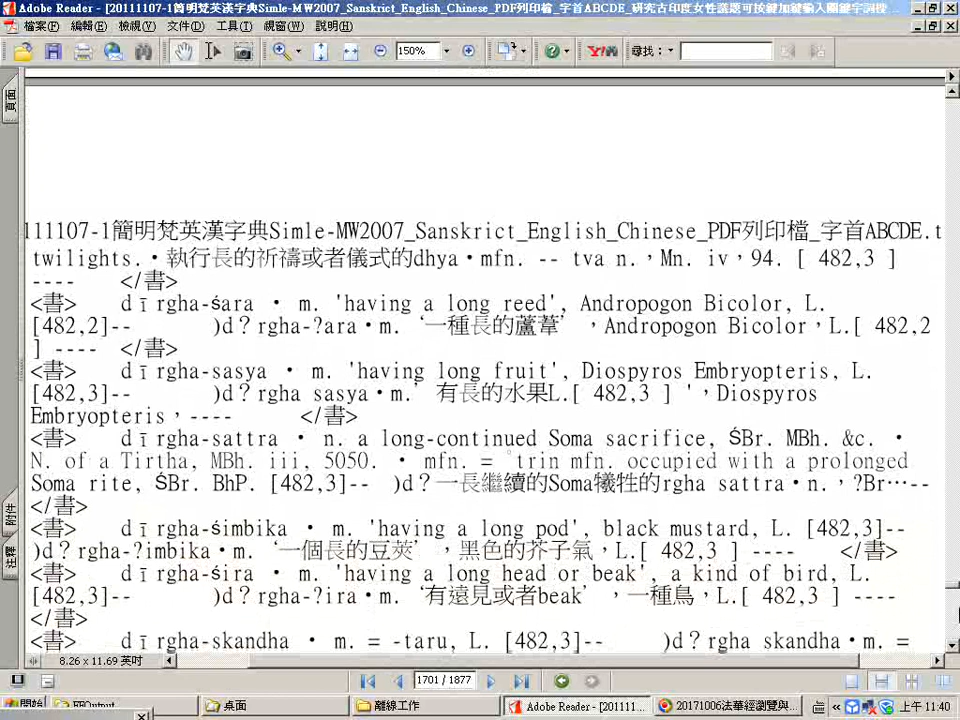 Adobe Reader - [20111107-1簡明梵英漢字典Simle-MW2007_Sanskrict_English_Chinese_PDF列印檔_字首ABCDE_研究古印度女性議題可按鍵加鍵輸入關鍵字詞搜...
檔案(F) 編輯(E) 檢視(V) 文件(D) 工具(T) 視窗(W) 說明(H)
150% 尋找：
頁面
111107-1簡明梵英漢字典Simle-MW2007_Sanskrict_English_Chinese_PDF列印檔_字首ABCDE.t
twilights.‧執行長的祈禱或者儀式的dhya‧mfn. -- tva n.，Mn. iv，94. [ 482,3 ]
---- </書>
<書> dīrgha-śara ‧ m. 'having a long reed', Andropogon Bicolor, L.
[482,2]-- )d？rgha-?ara‧m.‘一種長的蘆葦’，Andropogon Bicolor，L.[ 482,2
] ---- </書>
<書> dīrgha-sasya ‧ m. 'having long fruit', Diospyros Embryopteris, L.
[482,3]-- )d？rgha sasya‧m.’有長的水果L.[ 482,3 ] '，Diospyros
Embryopteris，---- </書>
<書> dīrgha-sattra ‧ n. a long-continued Soma sacrifice, ŚBr. MBh. &c. ‧
N. of a Tirtha, MBh. iii, 5050. ‧ mfn. = °trin mfn. occupied with a prolonged
Soma rite, ŚBr. BhP. [482,3]-- )d？一長繼續的Soma犧牲的rgha sattra‧n.，?Br…--
</書>
<書> dīrgha-śimbika ‧ m. 'having a long pod', black mustard, L. [482,3]--
)d？rgha-?imbika‧m.‘一個長的豆莢’，黑色的芥子氣，L.[ 482,3 ] ---- </書>
<書> dīrgha-śira ‧ m. 'having a long head or beak', a kind of bird, L.
[482,3]-- )d？rgha-?ira‧m.‘有遠見或者beak’，一種鳥，L.[ 482,3 ] ----
</書>
<書> dīrgha-skandha ‧ m. = -taru, L. [482,3]-- )d？rgha skandha‧m. =
附件
註釋
8.26 x 11.69 英吋
1701 / 1877
開始 EEOutput 桌面 離線工作 Adobe Reader - [20111... 20171006法華經瀏覽與... 上午 11:40